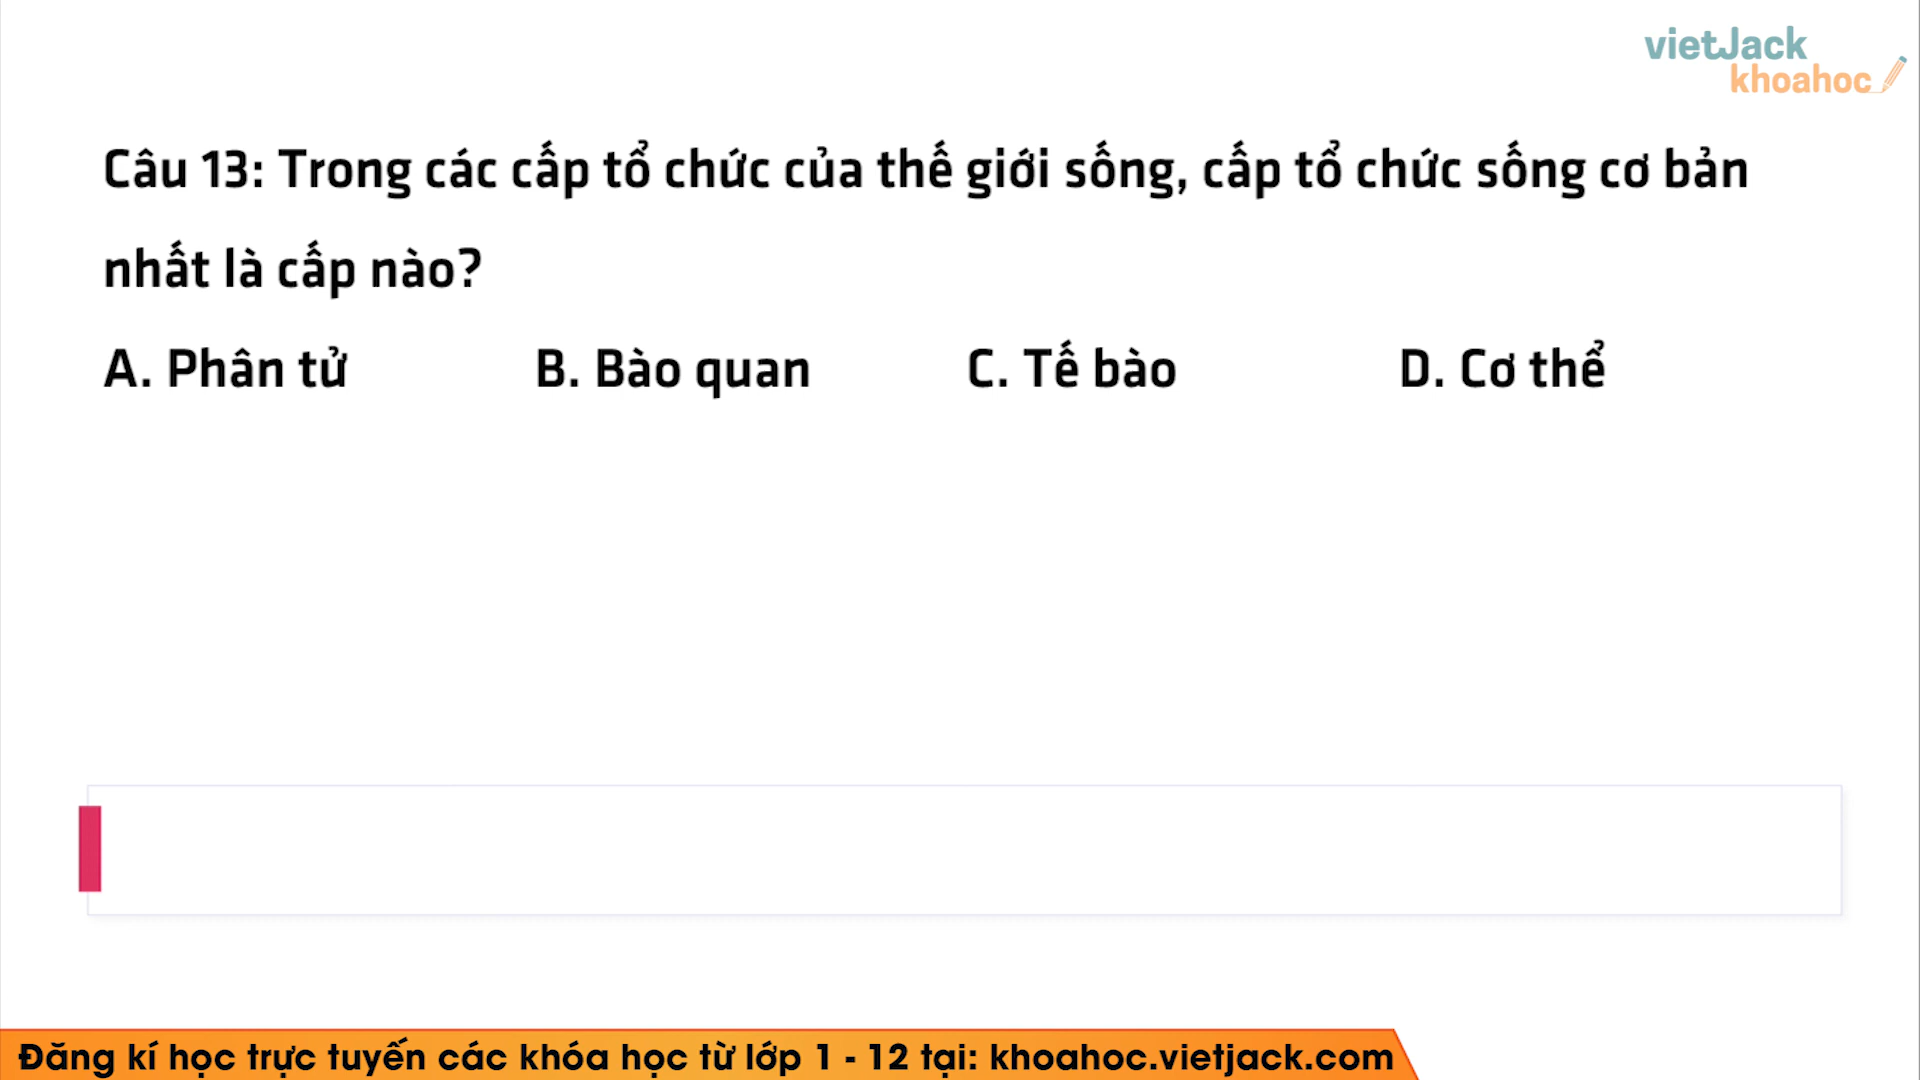 vietJack
khoahoc
Câu 13: Trong các cấp tổ chức của thế giới sống, cấp tổ chức sống cơ bản
nhất là cấp nào?
A. Phân tử B. Bào quan C. Tế bào D. Cơ thể
Đăng kí học trực tuyến các khóa học từ lớp 1 - 12 tại: khoahoc.vietjack.com